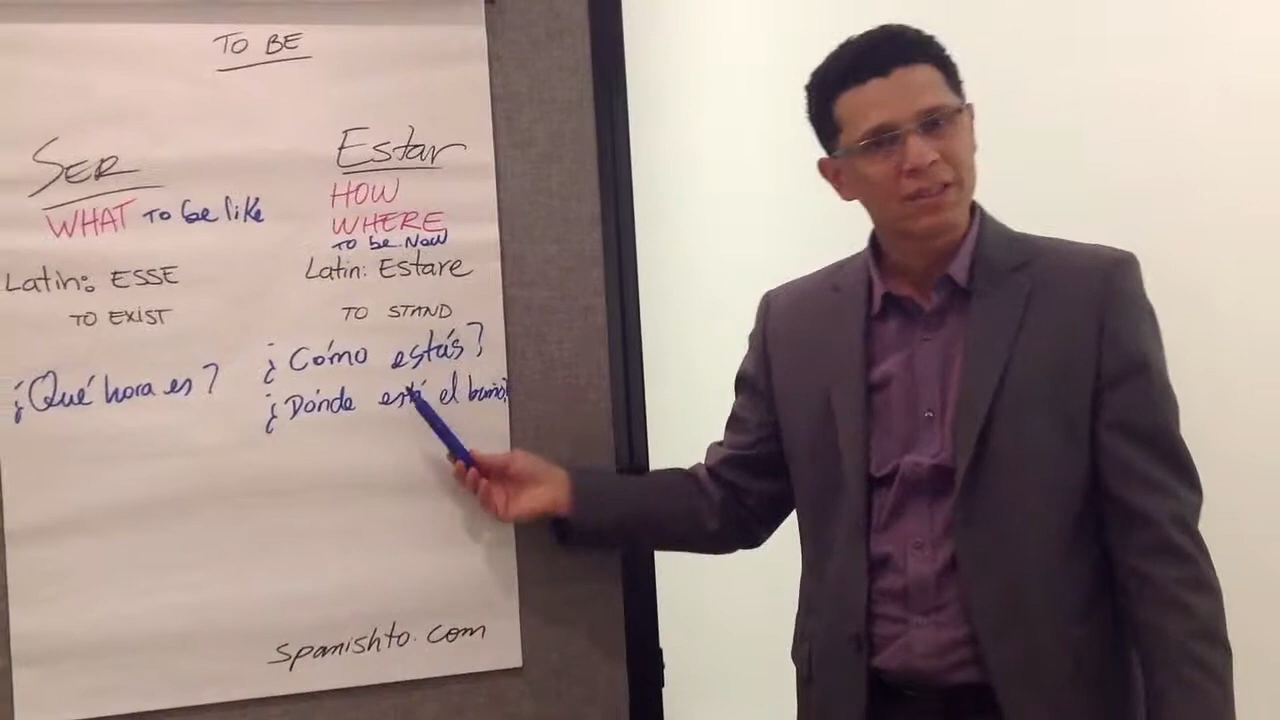 TO BE
SER
WHAT To be like
Latin: ESSE
TO EXIST
¿Qué hora es?
Estar
HOW
WHERE
To be Now
Latin: Estare
TO STAND
¿Cómo estás?
¿Dónde está el baño?
spanishto.com